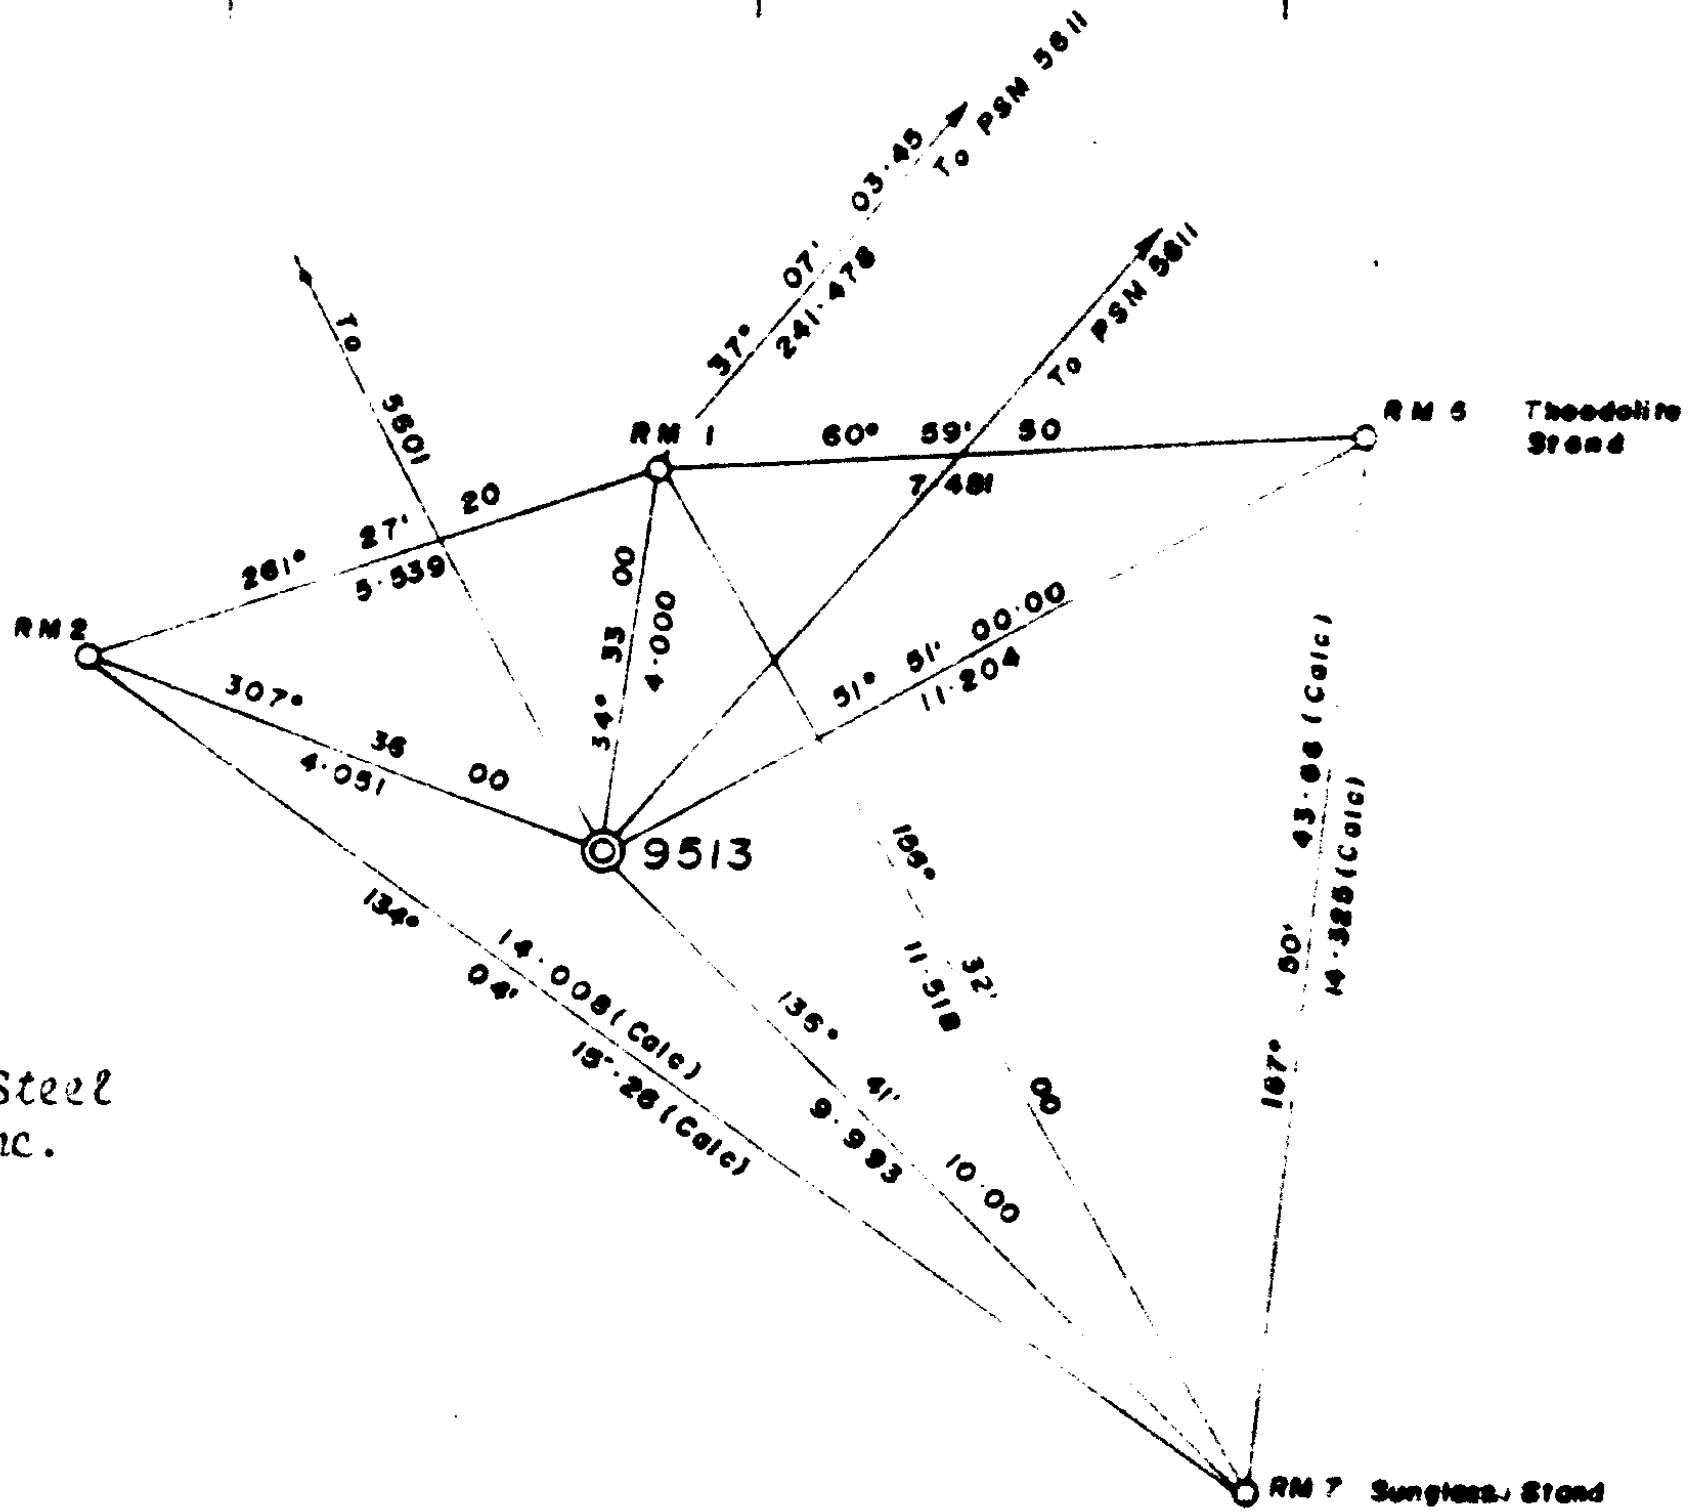 To PSM 5611
03·45
07'
37°
241·478
To PSM 5611
To 5601
RM 1
60° 59' 50
7·481
RM 5 Theodolite
Stand
261° 27' 20
5·539
RM 2
34° 33 00
4·000
51° 51' 00·00
11·204
307° 36 00
4·051
9513
43·86 (Calc)
50'
187°
14·325 (Calc)
32' 00
11·518
134° 04'
14·008 (Calc)
15·26 (Calc)
136° 41' 10·00
9·993
Steel
nc.
RM 7 Sunglass Stand